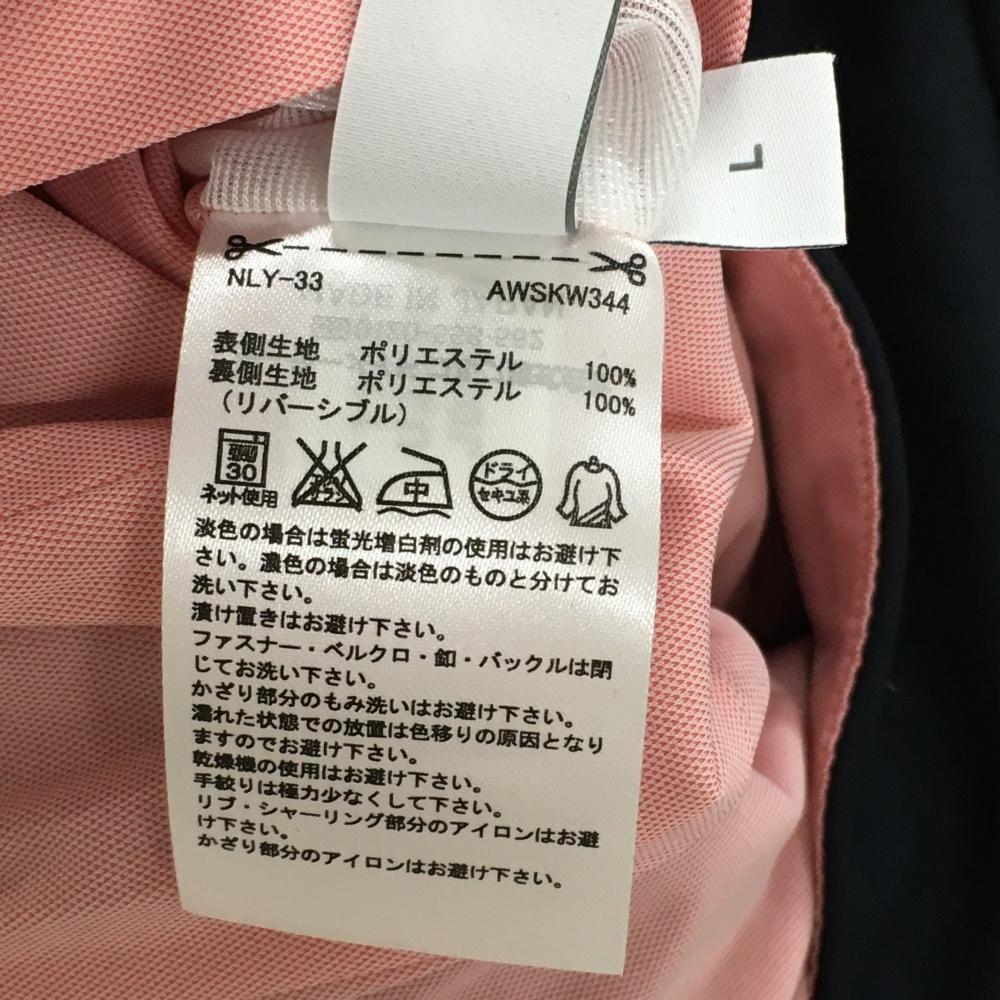 L
NLY-33 AWSKW344
表側生地 ポリエステル 100%
裏側生地 ポリエステル 100%
(リバーシブル)
30 中 ドライ
ネット使用 セキユ系
淡色の場合は蛍光増白剤の使用はお避け下
さい。濃色の場合は淡色のものと分けてお
洗い下さい。
漬け置きはお避け下さい。
ファスナー・ベルクロ・釦・バックルは閉
じてお洗い下さい。
かざり部分のもみ洗いはお避け下さい。
濡れた状態での放置は色移りの原因となり
ますのでお避け下さい。
乾燥機の使用はお避け下さい。
手絞りは極力少なくして下さい。
リブ・シャーリング部分のアイロンはお避
け下さい。
かざり部分のアイロンはお避け下さい。